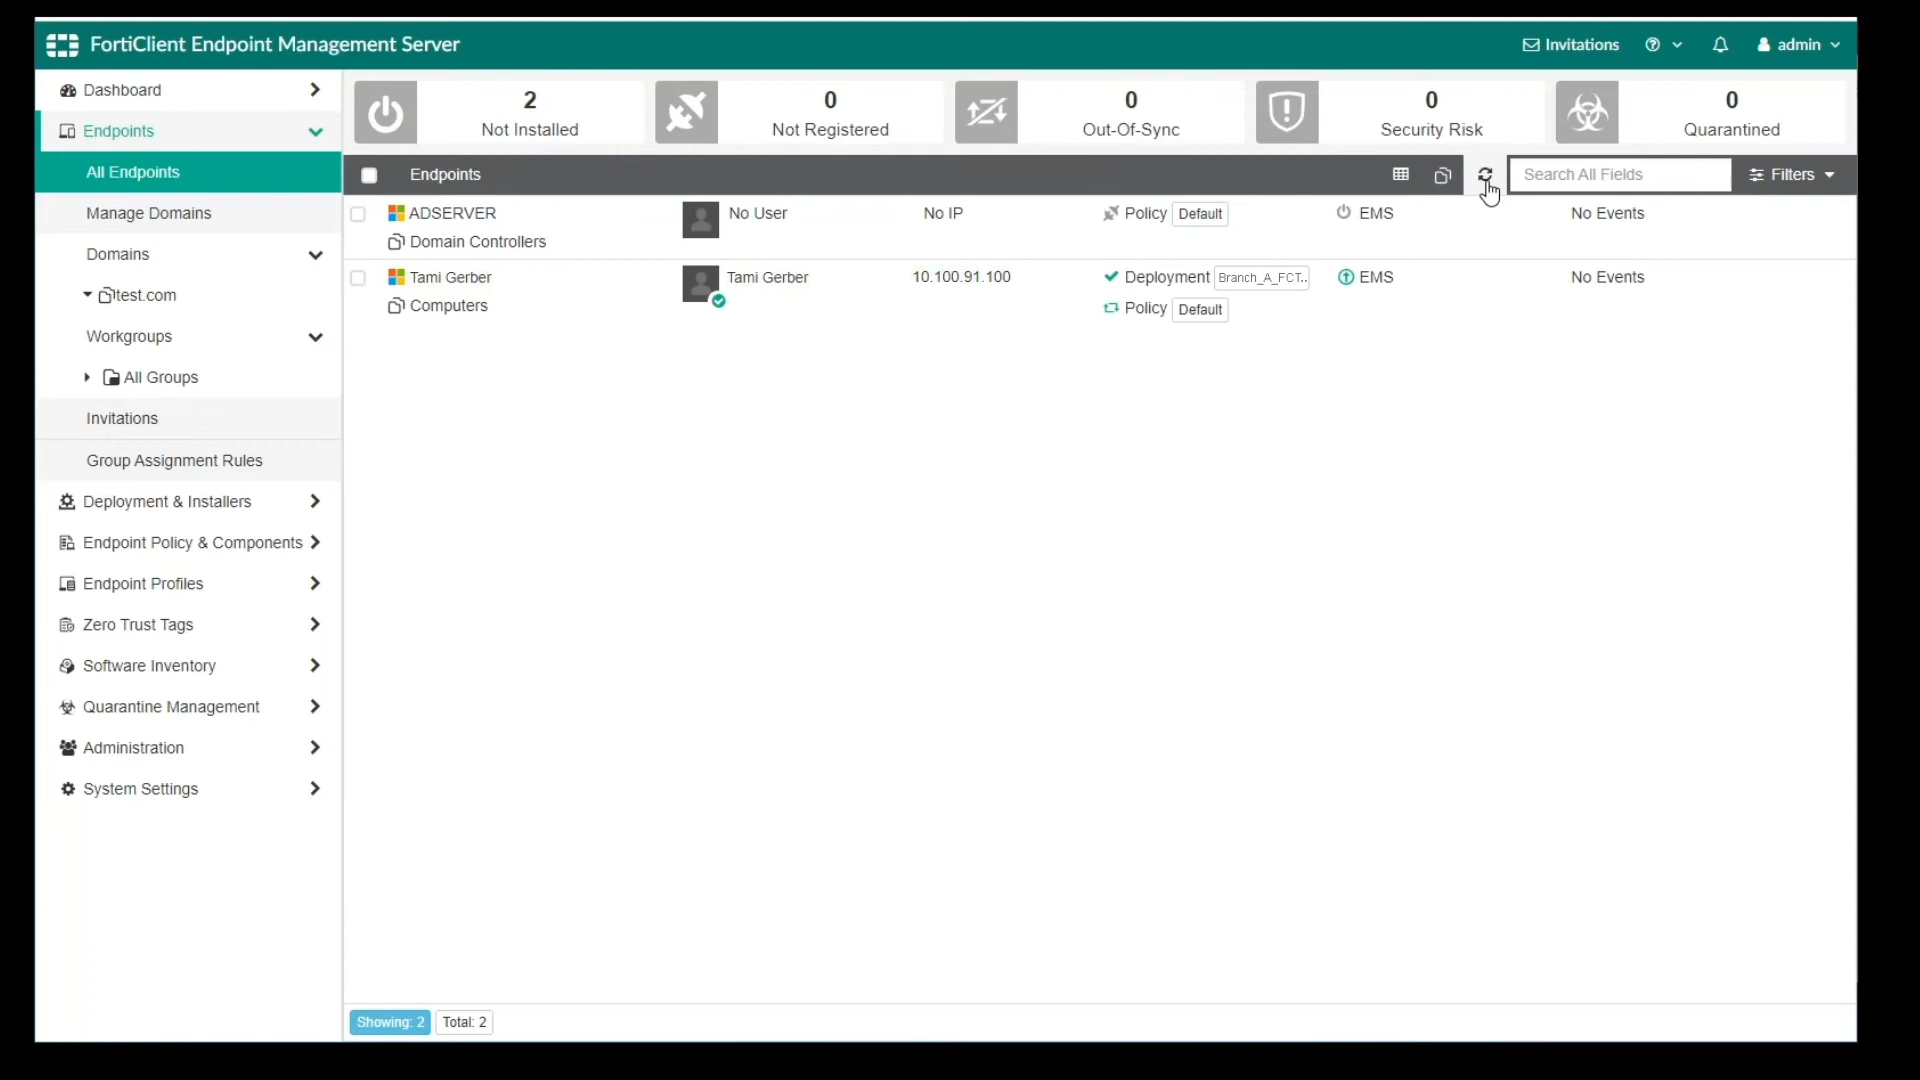 FortiClient Endpoint Management Server
Invitations
admin
Dashboard
Endpoints
All Endpoints
Manage Domains
Domains
test.com
Workgroups
All Groups
Invitations
Group Assignment Rules
Deployment & Installers
Endpoint Policy & Components
Endpoint Profiles
Zero Trust Tags
Software Inventory
Quarantine Management
Administration
System Settings
2
Not Installed
0
Not Registered
0
Out-Of-Sync
0
Security Risk
0
Quarantined
Endpoints
Search All Fields
Filters
ADSERVER No User No IP Policy Default EMS No Events
Domain Controllers
Tami Gerber Tami Gerber 10.100.91.100 Deployment Branch_A_FCT.. EMS No Events
Computers Policy Default
Showing: 2 Total: 2